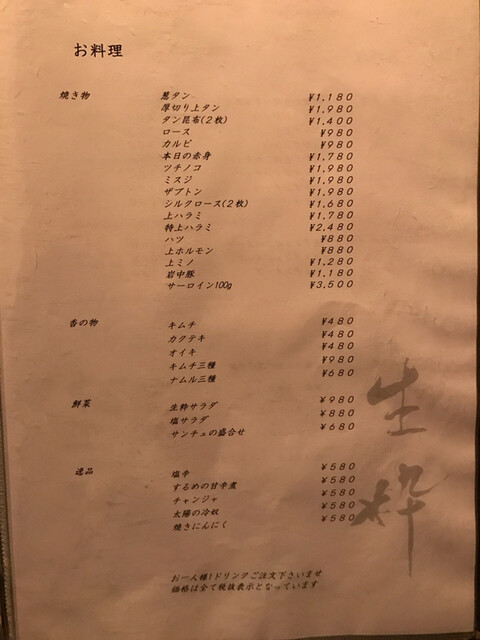 お料理
焼き物
葱タン ¥1,180
厚切り上タン ¥1,980
タン昆布(2枚) ¥1,400
ロース ¥980
カルビ ¥980
本日の赤身 ¥1,780
ツチノコ ¥1,980
ミスジ ¥1,980
ザブトン ¥1,980
シルクロース(2枚) ¥1,680
上ハラミ ¥1,780
特上ハラミ ¥2,480
ハツ ¥880
上ホルモン ¥880
上ミノ ¥1,280
岩中豚 ¥1,180
サーロイン100g ¥3,500
香の物
キムチ ¥480
カクテキ ¥480
オイキ ¥480
キムチ三種 ¥980
ナムル三種 ¥680
鮮菜
生粋サラダ ¥980
塩サラダ ¥880
サンチュの盛合せ ¥680
逸品
塩辛 ¥580
するめの甘辛煮 ¥580
チャンジャ ¥580
太陽の冷奴 ¥580
焼きにんにく ¥580
生粋
お一人様1ドリンクご注文下さいませ
価格は全て税抜表示となっています